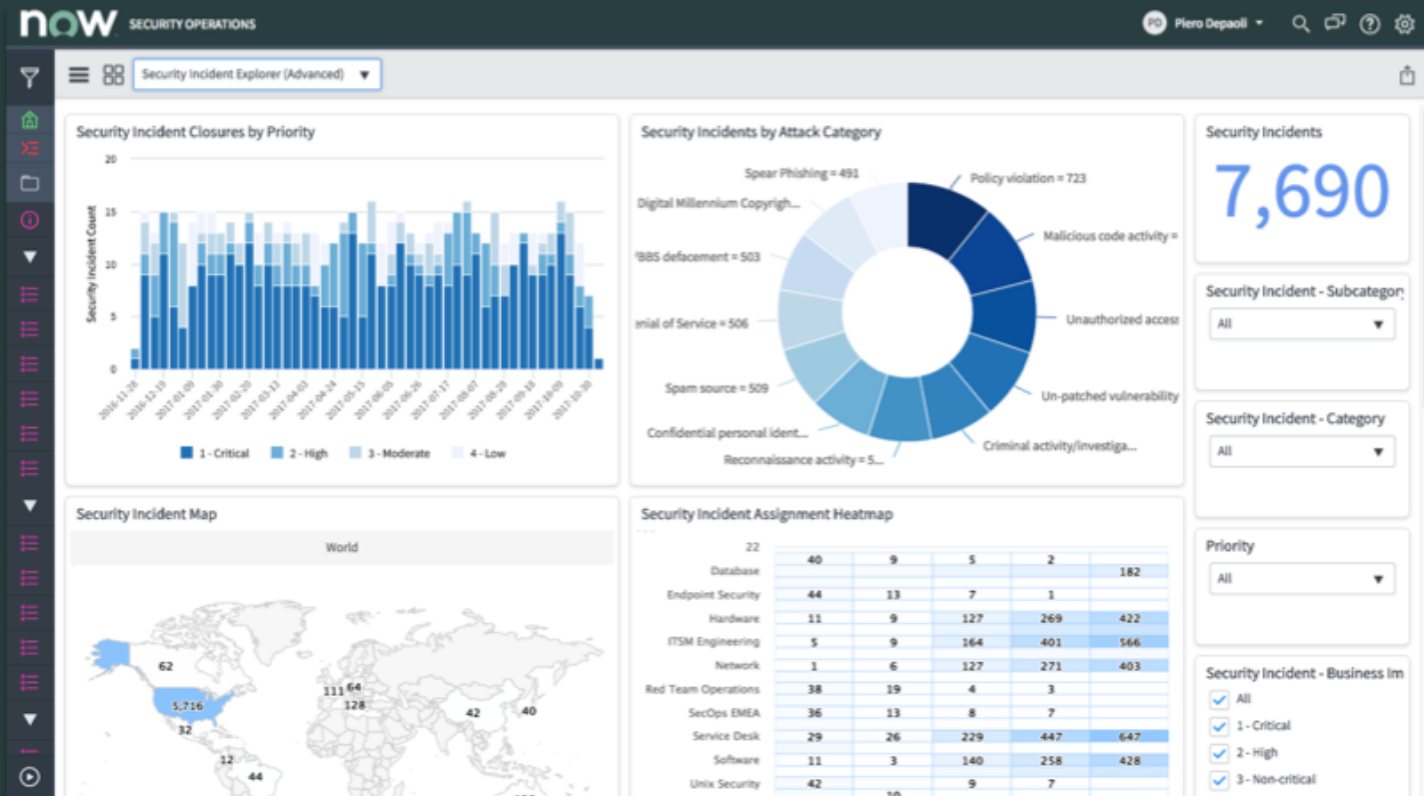 now SECURITY OPERATIONS
PD Piero Depaoli
Security Incident Explorer (Advanced)
Security Incident Closures by Priority
Security Incident Count
20
15
10
5
0
2016-11-28
2016-12-19
2017-01-09
2017-01-30
2017-02-20
2017-03-13
2017-04-03
2017-04-24
2017-05-15
2017-06-05
2017-06-26
2017-07-17
2017-08-07
2017-08-28
2017-09-18
2017-10-09
2017-10-30
1 - Critical
2 - High
3 - Moderate
4 - Low
Security Incidents by Attack Category
Spear Phishing = 491
Policy violation = 723
Digital Millennium Copyrigh...
Malicious code activity =
BBS defacement = 503
Unauthorized access
enial of Service = 506
Spam source = 509
Un-patched vulnerability
Confidential personal ident...
Criminal activity/investiga...
Reconnaissance activity = 5...
Security Incidents
7,690
Security Incident - Subcategory
All
Security Incident - Category
All
Priority
All
Security Incident - Business Im
All
1 - Critical
2 - High
3 - Non-critical
Security Incident Map
World
62
5,716
32
12
44
111
64
128
42
40
Security Incident Assignment Heatmap
22
40 9 5 2
Database 182
Endpoint Security 44 13 7 1
Hardware 11 9 127 269 422
ITSM Engineering 5 9 164 401 566
Network 1 6 127 271 403
Red Team Operations 38 19 4 3
SecOps EMEA 36 13 8 7
Service Desk 29 26 229 447 647
Software 11 3 140 258 428
Unix Security 42 9 7
10